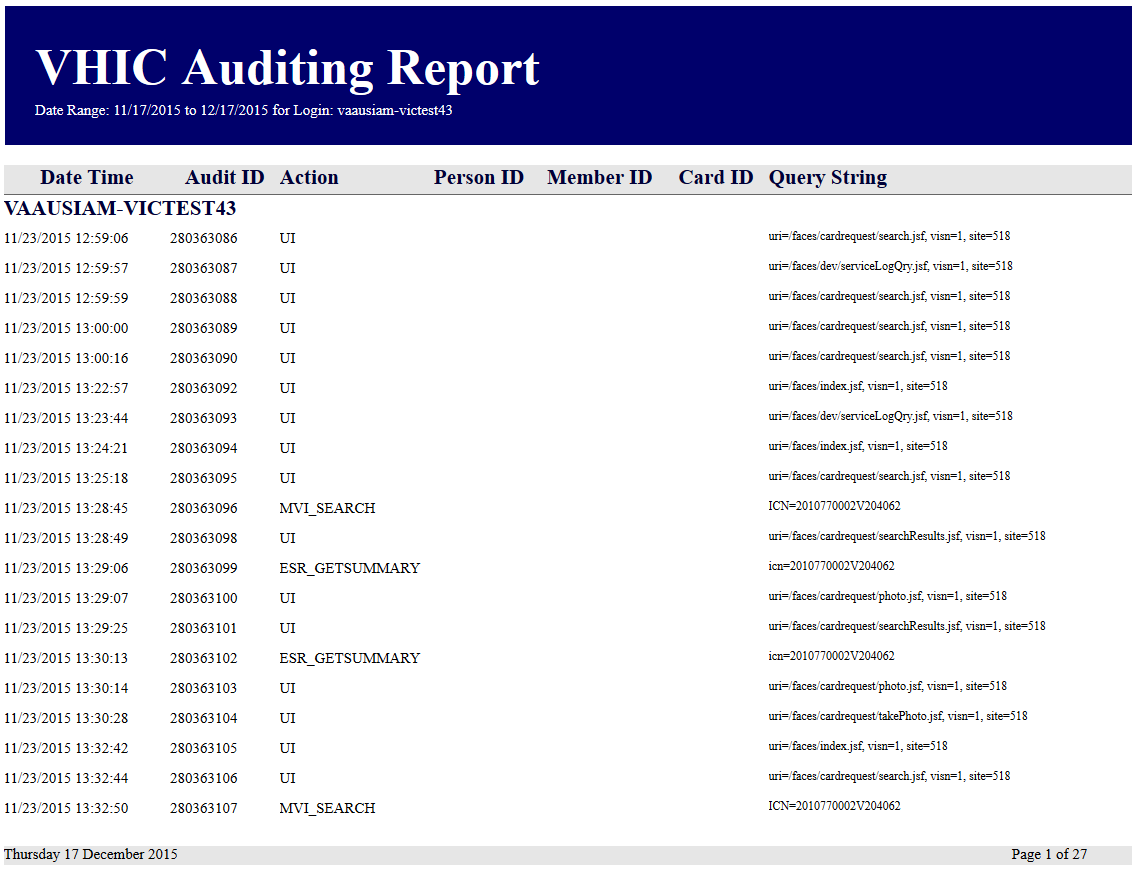 VHIC Auditing Report
Date Range: 11/17/2015 to 12/17/2015 for Login: vaausiam-victest43
Date Time Audit ID Action Person ID Member ID Card ID Query String
VAAUSIAM-VICTEST43
11/23/2015 12:59:06 280363086 UI uri=/faces/cardrequest/search.jsf, visn=1, site=518
11/23/2015 12:59:57 280363087 UI uri=/faces/dev/serviceLogQry.jsf, visn=1, site=518
11/23/2015 12:59:59 280363088 UI uri=/faces/cardrequest/search.jsf, visn=1, site=518
11/23/2015 13:00:00 280363089 UI uri=/faces/cardrequest/search.jsf, visn=1, site=518
11/23/2015 13:00:16 280363090 UI uri=/faces/cardrequest/search.jsf, visn=1, site=518
11/23/2015 13:22:57 280363092 UI uri=/faces/index.jsf, visn=1, site=518
11/23/2015 13:23:44 280363093 UI uri=/faces/dev/serviceLogQry.jsf, visn=1, site=518
11/23/2015 13:24:21 280363094 UI uri=/faces/index.jsf, visn=1, site=518
11/23/2015 13:25:18 280363095 UI uri=/faces/cardrequest/search.jsf, visn=1, site=518
11/23/2015 13:28:45 280363096 MVI_SEARCH ICN=2010770002V204062
11/23/2015 13:28:49 280363098 UI uri=/faces/cardrequest/searchResults.jsf, visn=1, site=518
11/23/2015 13:29:06 280363099 ESR_GETSUMMARY icn=2010770002V204062
11/23/2015 13:29:07 280363100 UI uri=/faces/cardrequest/photo.jsf, visn=1, site=518
11/23/2015 13:29:25 280363101 UI uri=/faces/cardrequest/searchResults.jsf, visn=1, site=518
11/23/2015 13:30:13 280363102 ESR_GETSUMMARY icn=2010770002V204062
11/23/2015 13:30:14 280363103 UI uri=/faces/cardrequest/photo.jsf, visn=1, site=518
11/23/2015 13:30:28 280363104 UI uri=/faces/cardrequest/takePhoto.jsf, visn=1, site=518
11/23/2015 13:32:42 280363105 UI uri=/faces/index.jsf, visn=1, site=518
11/23/2015 13:32:44 280363106 UI uri=/faces/cardrequest/search.jsf, visn=1, site=518
11/23/2015 13:32:50 280363107 MVI_SEARCH ICN=2010770002V204062
Thursday 17 December 2015 Page 1 of 27